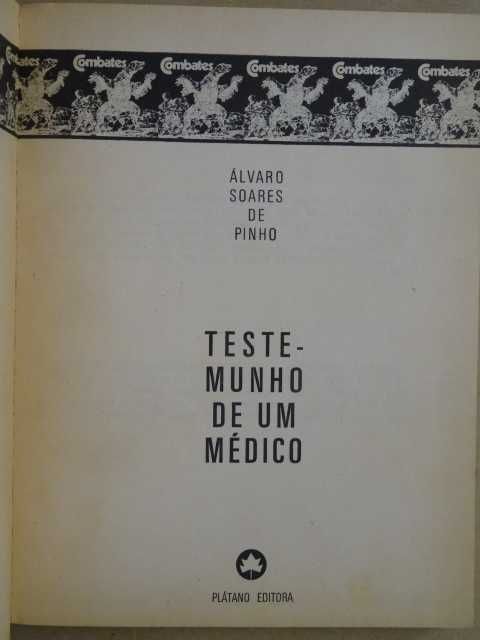 Combates Combates Combates Combates Combates
ÁLVARO
SOARES
DE
PINHO
TESTE-
MUNHO
DE UM
MÉDICO
PLÁTANO EDITORA